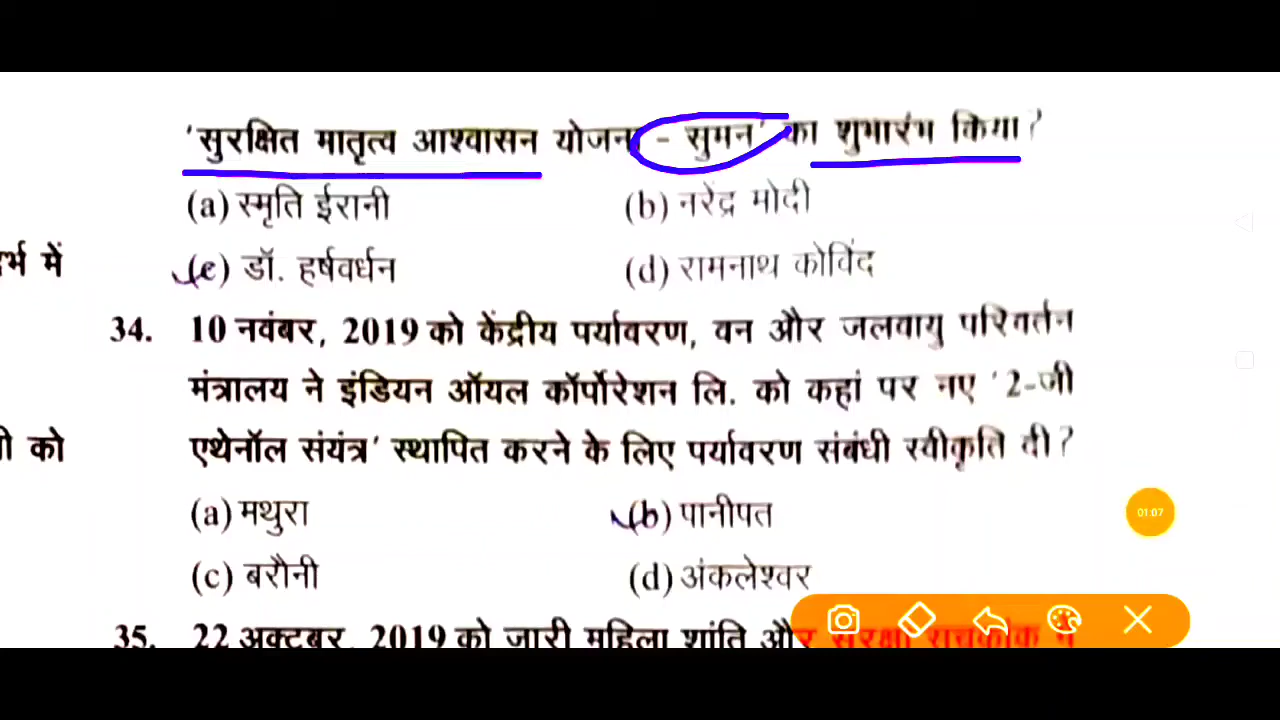 'सुरक्षित मातृत्व आश्वासन योजना - सुमन' का शुभारंभ किया?
(a) स्मृति ईरानी (b) नरेंद्र मोदी
र्भ में (c) डॉ. हर्षवर्धन (d) रामनाथ कोविंद
34. 10 नवंबर, 2019 को केंद्रीय पर्यावरण, वन और जलवायु परिवर्तन
मंत्रालय ने इंडियन ऑयल कॉर्पोरेशन लि. को कहां पर नए '2-जी
ी को एथेनॉल संयंत्र' स्थापित करने के लिए पर्यावरण संबंधी स्वीकृति दी?
(a) मथुरा (b) पानीपत
01:07
(c) बरौनी (d) अंकलेश्वर
35. 22 अक्टूबर, 2019 को जारी महिला शांति और सुरक्षा सूचकांक में